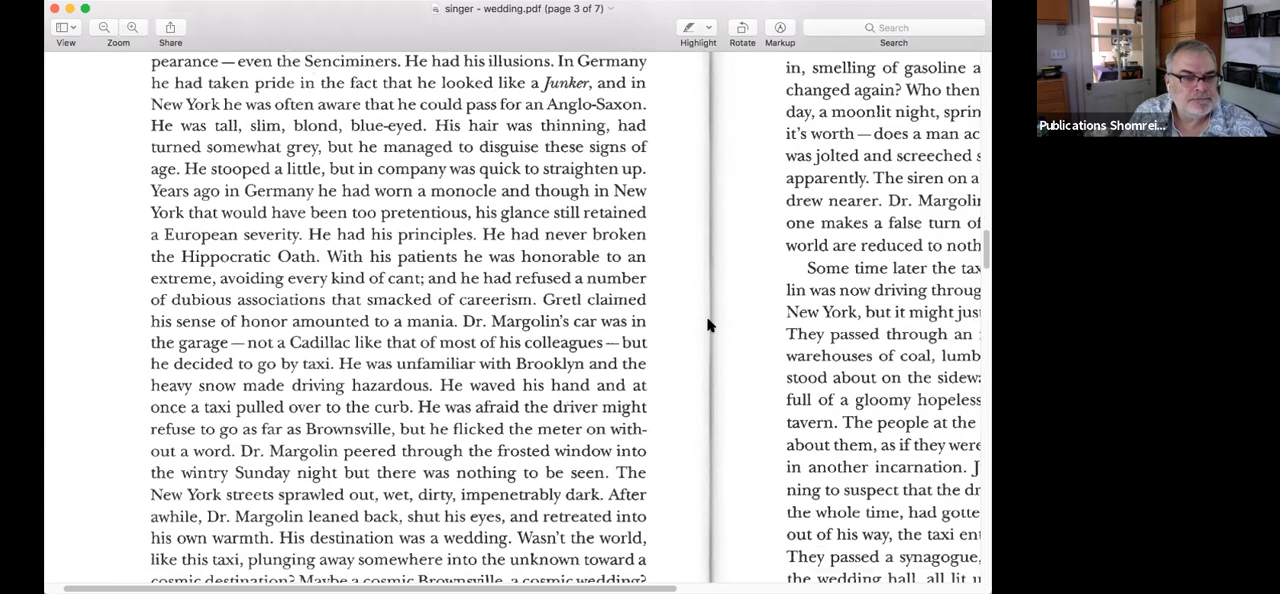 singer - wedding.pdf (page 3 of 7)
View
Zoom
Share
Highlight
Rotate
Markup
Search
Search
pearance—even the Senciminers. He had his illusions. In Germany
he had taken pride in the fact that he looked like a Junker, and in
New York he was often aware that he could pass for an Anglo-Saxon.
He was tall, slim, blond, blue-eyed. His hair was thinning, had
turned somewhat grey, but he managed to disguise these signs of
age. He stooped a little, but in company was quick to straighten up.
Years ago in Germany he had worn a monocle and though in New
York that would have been too pretentious, his glance still retained
a European severity. He had his principles. He had never broken
the Hippocratic Oath. With his patients he was honorable to an
extreme, avoiding every kind of cant; and he had refused a number
of dubious associations that smacked of careerism. Gretl claimed
his sense of honor amounted to a mania. Dr. Margolin's car was in
the garage—not a Cadillac like that of most of his colleagues—but
he decided to go by taxi. He was unfamiliar with Brooklyn and the
heavy snow made driving hazardous. He waved his hand and at
once a taxi pulled over to the curb. He was afraid the driver might
refuse to go as far as Brownsville, but he flicked the meter on with-
out a word. Dr. Margolin peered through the frosted window into
the wintry Sunday night but there was nothing to be seen. The
New York streets sprawled out, wet, dirty, impenetrably dark. After
awhile, Dr. Margolin leaned back, shut his eyes, and retreated into
his own warmth. His destination was a wedding. Wasn't the world,
like this taxi, plunging away somewhere into the unknown toward a
cosmic destination? Maybe a cosmic Brownsville, a cosmic wedding?
in, smelling of gasoline a
changed again? Who then
day, a moonlit night, sprin
it's worth—does a man ac
was jolted and screeched s
apparently. The siren on a
drew nearer. Dr. Margolin
one makes a false turn of
world are reduced to noth
Some time later the tax
lin was now driving throug
New York, but it might jus
They passed through an
warehouses of coal, lumb
stood about on the sidew
full of a gloomy hopeless
tavern. The people at the
about them, as if they were
in another incarnation. J
ning to suspect that the dr
the whole time, had gotte
out of his way, the taxi ent
They passed a synagogue,
the wedding hall, all lit u
Publications Shomrei...